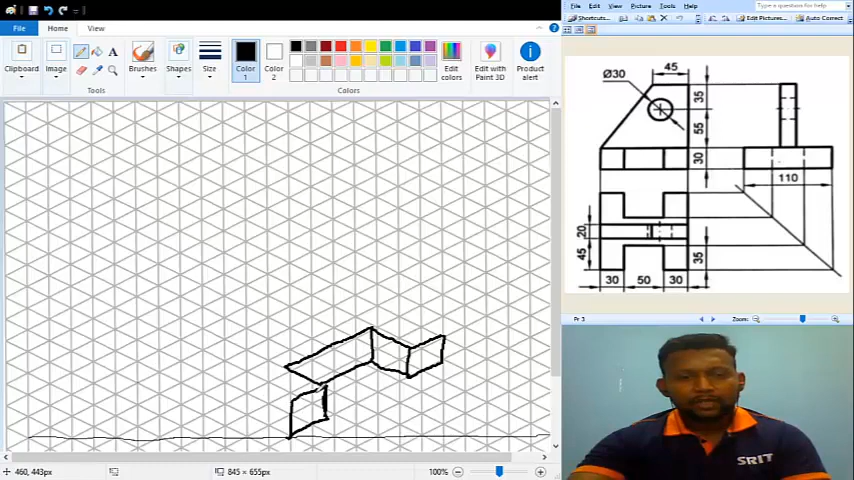 File
Home
View
Clipboard
Image
A
Tools
Brushes
Shapes
Size
Color
1
Color
2
Colors
Edit
colors
Edit with
Paint 3D
Product
alert
460, 443px
845 × 655px
100%
File
Edit
View
Picture
Tools
Help
Type a question for help
Shortcuts...
Edit Pictures...
Auto Correct
45
Ø30
35
55
30
110
20
45
35
30
50
30
Pr 3
Zoom:
SRIT